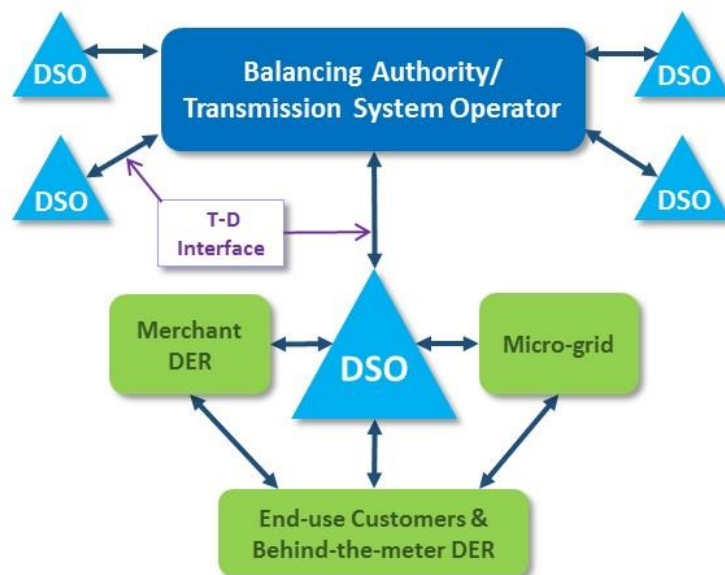 DSO
Balancing Authority/
Transmission System Operator
DSO
DSO
DSO
T-D
Interface
Merchant
DER
DSO
Micro-grid
End-use Customers &
Behind-the-meter DER